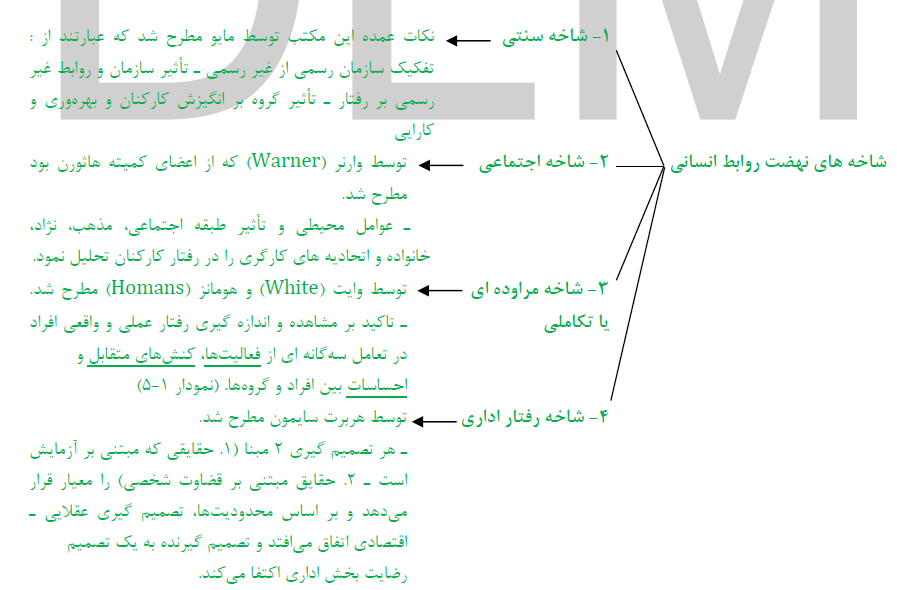 DLM
شاخه های نهضت روابط انسانی
۱- شاخه سنتی
نکات عمده این مکتب توسط مایو مطرح شد که عبارتند از :
تفکیک سازمان رسمی از غیر رسمی ـ تأثیر سازمان و روابط غیر
رسمی بر رفتار ـ تأثیر گروه بر انگیزش کارکنان و بهره‌وری و
کارایی
۲- شاخه اجتماعی
توسط وارنر (Warner) که از اعضای کمیته هاثورن بود
مطرح شد.
ـ عوامل محیطی و تأثیر طبقه اجتماعی، مذهب، نژاد،
خانواده و اتحادیه های کارگری را در رفتار کارکنان تحلیل نمود.
۳- شاخه مراوده ای
یا تکاملی
توسط وایت (White) و هومانز (Homans) مطرح شد.
ـ تاکید بر مشاهده و اندازه گیری رفتار عملی و واقعی افراد
در تعامل سه‌گانه ای از فعالیت‌ها، کنش‌های متقابل و
احساسات بین افراد و گروه‌ها. (نمودار ۱-۵)
۴- شاخه رفتار اداری
توسط هربرت سایمون مطرح شد.
ـ هر تصمیم گیری ۲ مبنا (۱. حقایقی که مبتنی بر آزمایش
است ـ ۲. حقایق مبتنی بر قضاوت شخصی) را معیار قرار
می‌دهد و بر اساس محدودیت‌ها، تصمیم گیری عقلایی ـ
اقتصادی اتفاق می‌افتد و تصمیم گیرنده به یک تصمیم
رضایت بخش اداری اکتفا می‌کند.